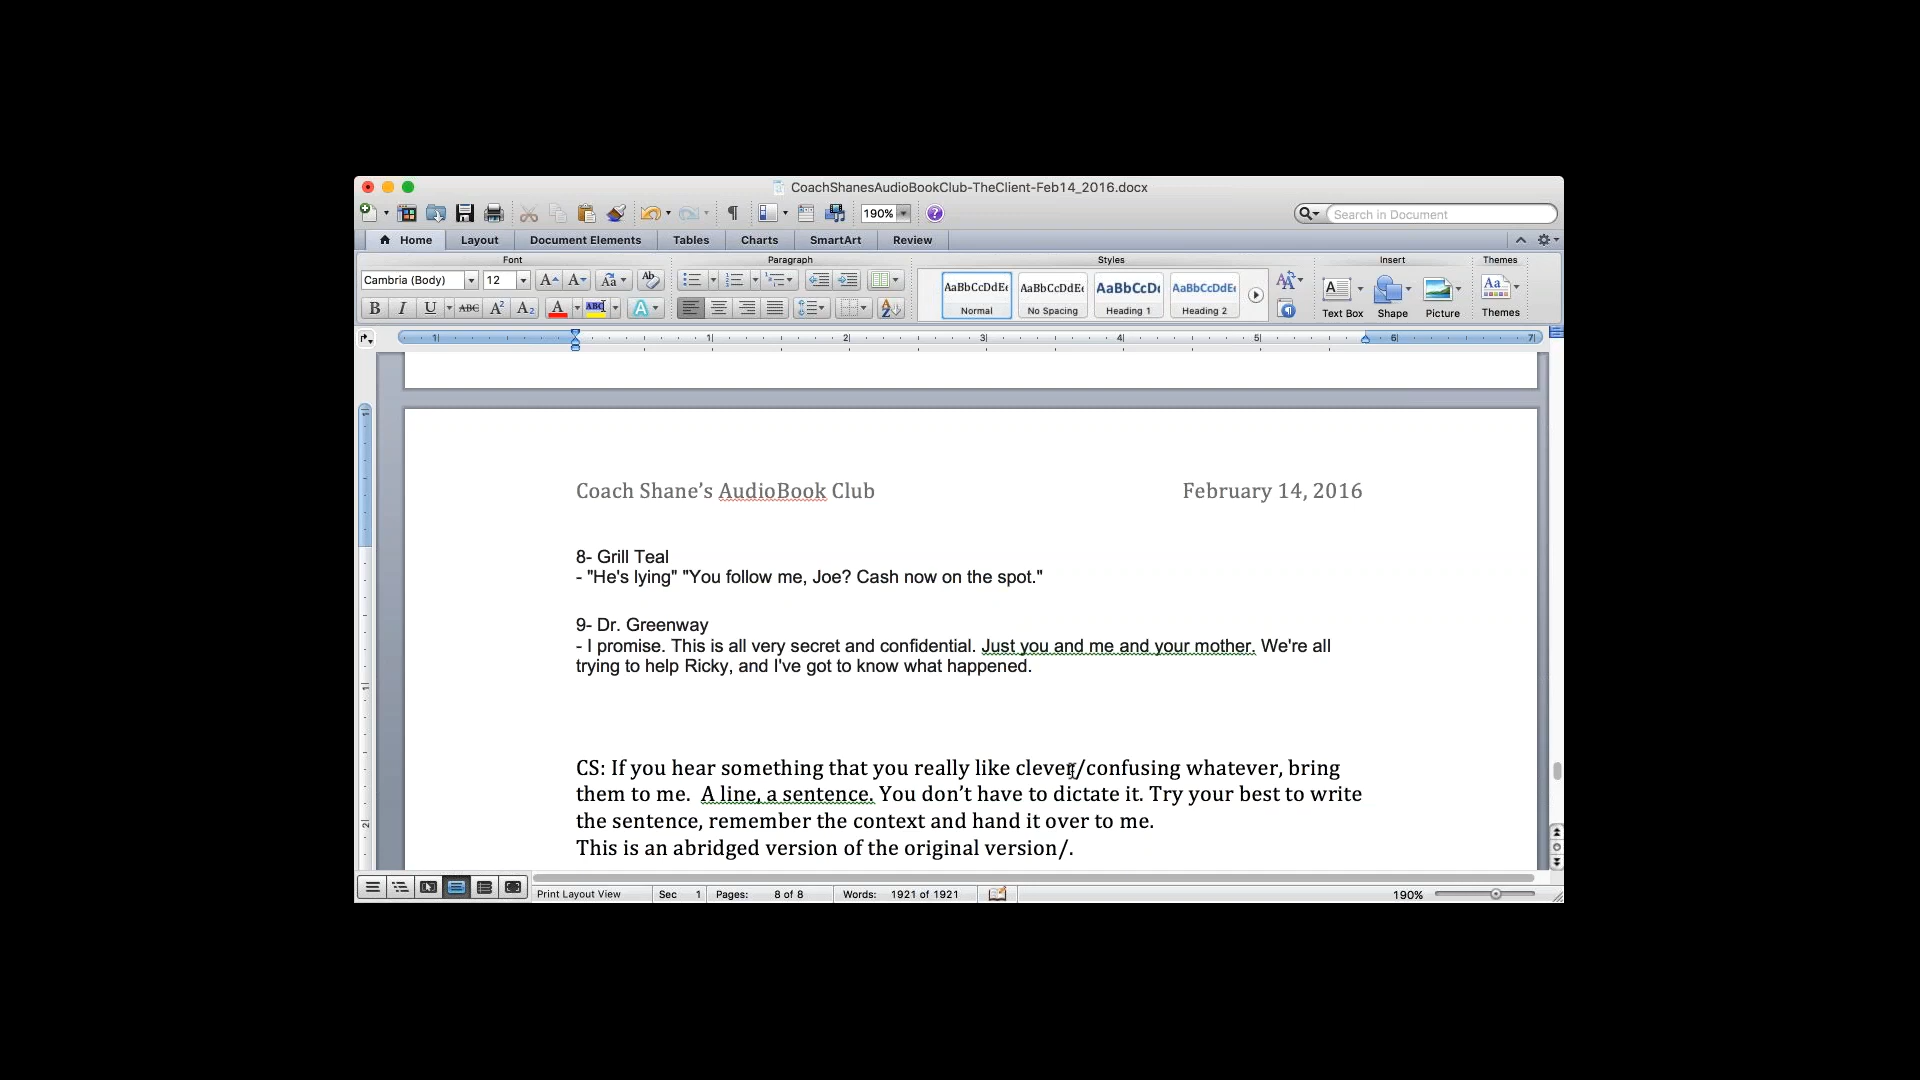 CoachShanesAudioBookClub-TheClient-Feb14_2016.docx
190%
Search in Document
Home Layout Document Elements Tables Charts SmartArt Review
Font Paragraph Styles Insert Themes
Cambria (Body) 12
AaBbCcDdEe AaBbCcDdEe AaBbCcDd AaBbCcDdEe
Normal No Spacing Heading 1 Heading 2
Text Box Shape Picture Themes
Coach Shane’s AudioBook Club February 14, 2016
8- Grill Teal
- "He's lying" "You follow me, Joe? Cash now on the spot."
9- Dr. Greenway
- I promise. This is all very secret and confidential. Just you and me and your mother. We're all
trying to help Ricky, and I've got to know what happened.
CS: If you hear something that you really like clever/confusing whatever, bring
them to me. A line, a sentence. You don’t have to dictate it. Try your best to write
the sentence, remember the context and hand it over to me.
This is an abridged version of the original version/.
Print Layout View Sec 1 Pages: 8 of 8 Words: 1921 of 1921 190%